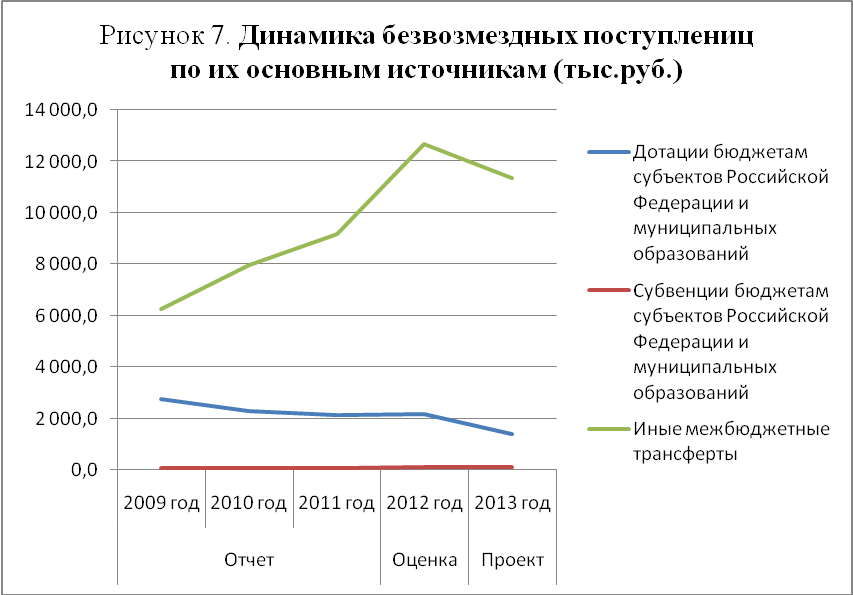 Рисунок 7. Динамика безвозмездных поступлениц
по их основным источникам (тыс.руб.)
14 000,0
12 000,0
10 000,0
8 000,0
6 000,0
4 000,0
2 000,0
0,0
2009 год
2010 год
2011 год
2012 год
2013 год
Отчет
Оценка
Проект
Дотации бюджетам
субъектов Российской
Федерации и
муниципальных
образований
Субвенции бюджетам
субъектов Российской
Федерации и
муниципальных
образований
Иные межбюджетные
трансферты